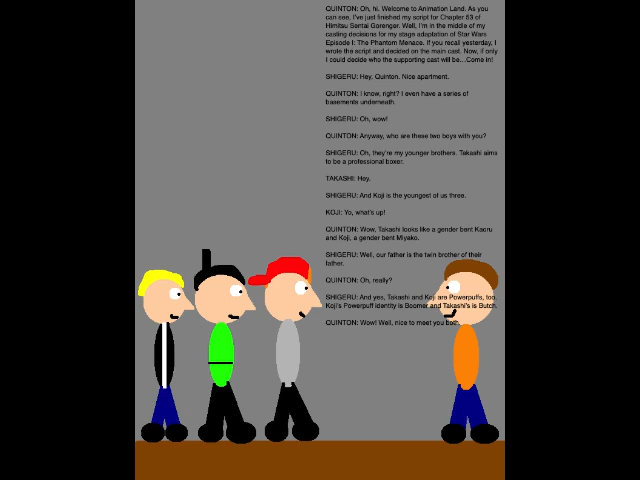 QUINTON: Oh, hi. Welcome to Animation Land. As you
can see, I've just finished my script for Chapter 83 of
Himitsu Sentai Gorenger. Well, I'm in the middle of my
casting decisions for my stage adaptation of Star Wars
Episode I: The Phantom Menace. If you recall yesterday, I
wrote the script and decided on the main cast. Now, if only
I could decide who the supporting cast will be...Come in!
SHIGERU: Hey, Quinton. Nice apartment.
QUINTON: I know, right? I even have a series of
basements underneath.
SHIGERU: Oh, wow!
QUINTON: Anyway, who are these two boys with you?
SHIGERU: Oh, they're my younger brothers. Takashi aims
to be a professional boxer.
TAKASHI: Hey.
SHIGERU: And Koji is the youngest of us three.
KOJI: Yo, what's up!
QUINTON: Wow, Takashi looks like a gender bent Kaoru
and Koji, a gender bent Miyako.
SHIGERU: Well, our father is the twin brother of their
father.
QUINTON: Oh, really?
SHIGERU: And yes, Takashi and Koji are Powerpuffs, too.
Koji's Powerpuff identity is Boomer and Takashi's is Butch.
QUINTON: Wow! Well, nice to meet you both.